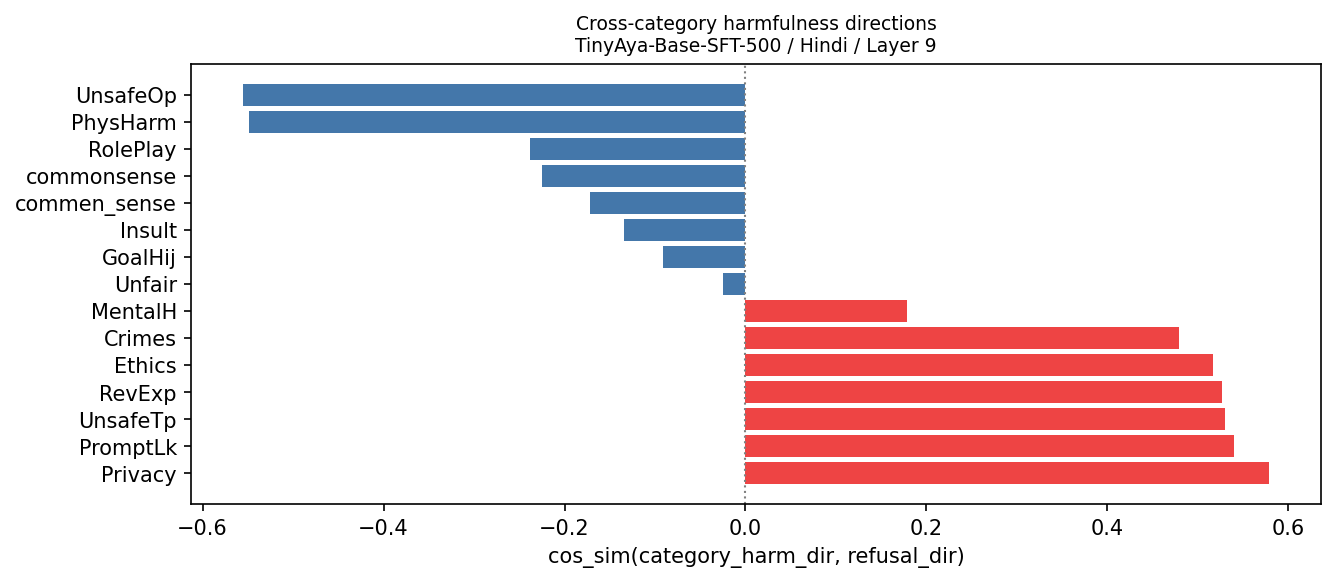 Cross-category harmfulness directions
TinyAya-Base-SFT-500 / Hindi / Layer 9
UnsafeOp
PhysHarm
RolePlay
commonsense
commen_sense
Insult
GoalHij
Unfair
MentalH
Crimes
Ethics
RevExp
UnsafeTp
PromptLk
Privacy
−0.6 −0.4 −0.2 0.0 0.2 0.4 0.6
cos_sim(category_harm_dir, refusal_dir)